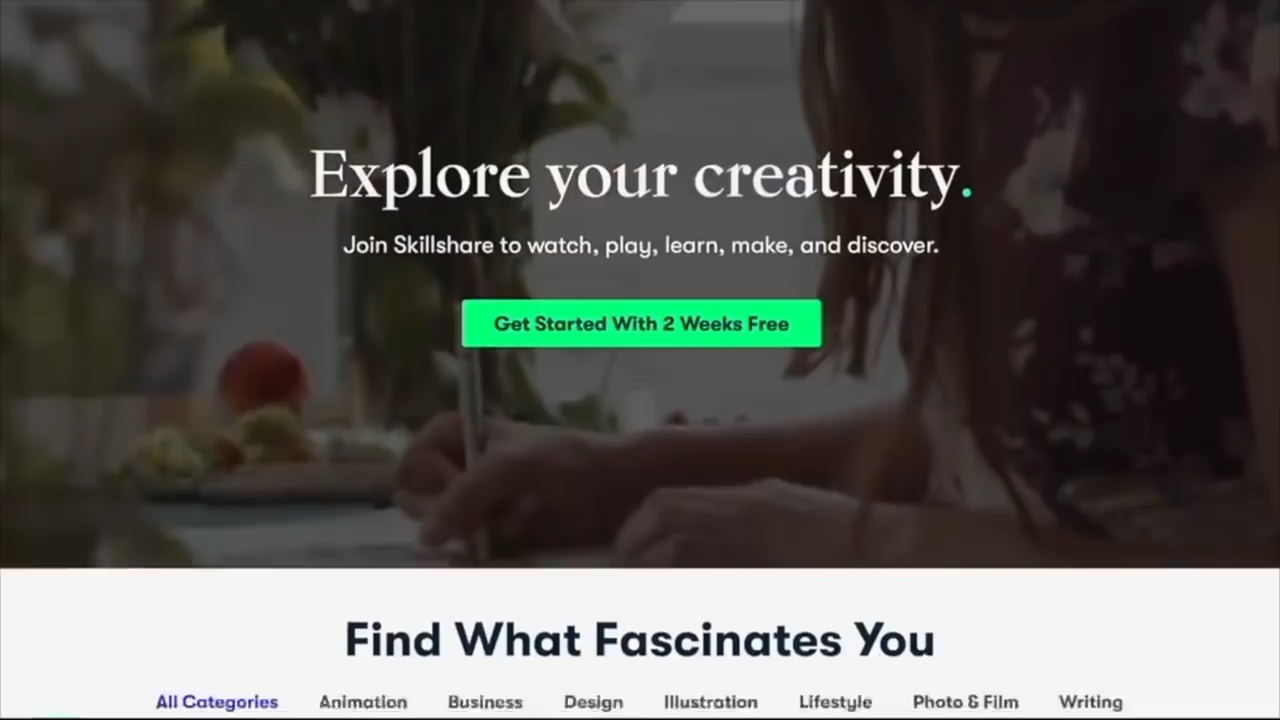 Explore your creativity.
Join Skillshare to watch, play, learn, make, and discover.
Get Started With 2 Weeks Free
Find What Fascinates You
All Categories Animation Business Design Illustration Lifestyle Photo & Film Writing